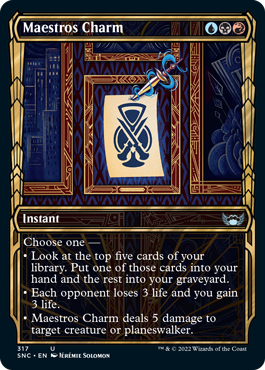 Maestros Charm
Instant
Choose one —
• Look at the top five cards of your
library. Put one of those cards into your
hand and the rest into your graveyard.
• Each opponent loses 3 life and you gain
3 life.
• Maestros Charm deals 5 damage to
target creature or planeswalker.
317 U
SNC • EN Jérémie Solomon
™ & © 2022 Wizards of the Coast